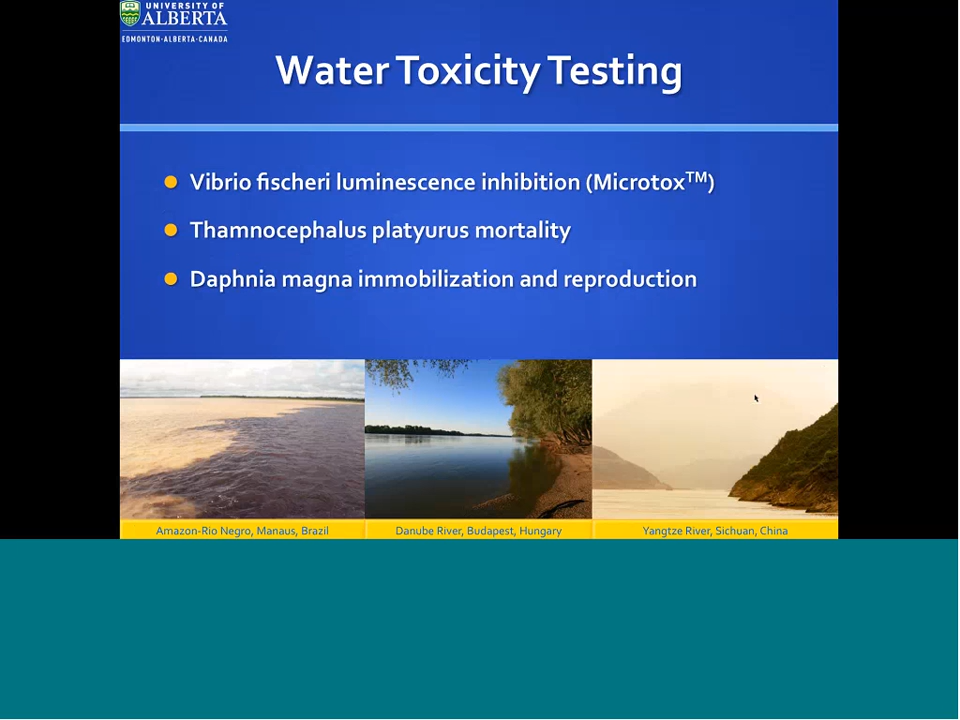 UNIVERSITY OF
ALBERTA
EDMONTON·ALBERTA·CANADA
Water Toxicity Testing
Vibrio fischeri luminescence inhibition (Microtox™)
Thamnocephalus platyurus mortality
Daphnia magna immobilization and reproduction
Amazon-Rio Negro, Manaus, Brazil
Danube River, Budapest, Hungary
Yangtze River, Sichuan, China